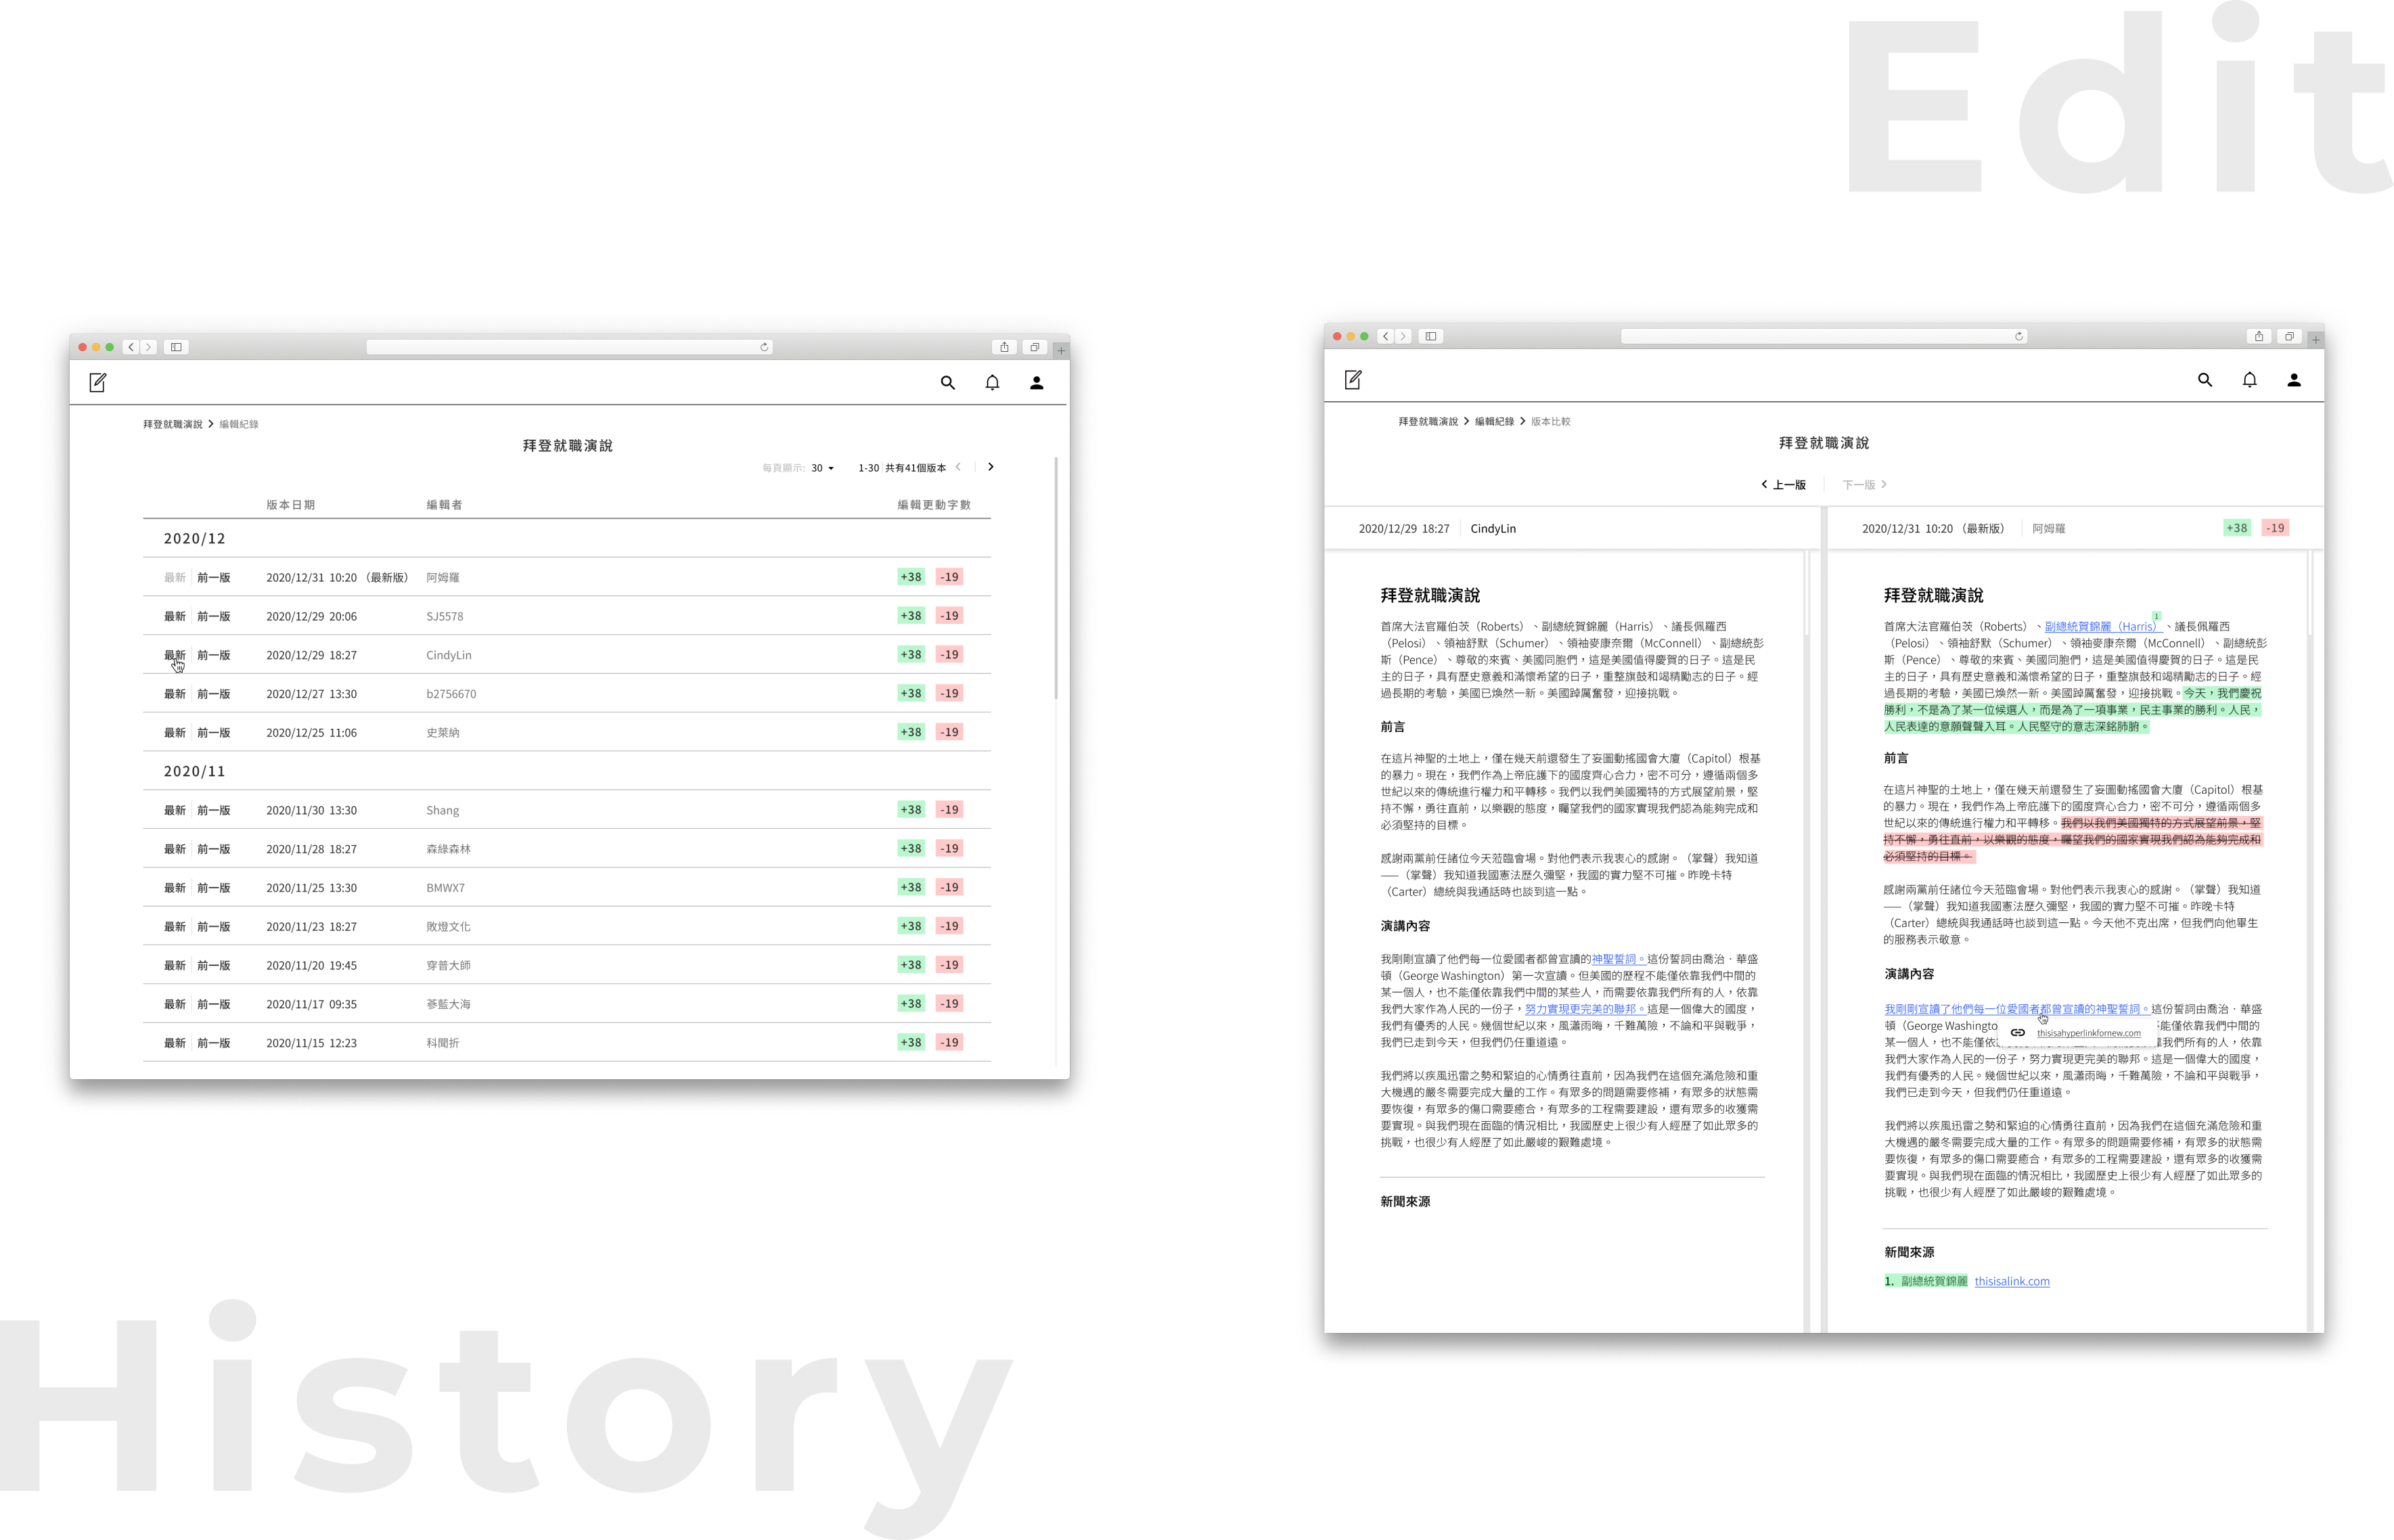 Edit
拜登就職演說 > 編輯紀錄
拜登就職演說
每頁顯示: 30 1-30 共有41個版本
版本日期 編輯者 編輯更動字數
2020/12
最新 前一版 2020/12/31 10:20 (最新版) 阿姆羅 +38 -19
最新 前一版 2020/12/29 20:06 SJ5578 +38 -19
最新 前一版 2020/12/29 18:27 CindyLin +38 -19
最新 前一版 2020/12/27 13:30 b2756670 +38 -19
最新 前一版 2020/12/25 11:06 史萊納 +38 -19
2020/11
最新 前一版 2020/11/30 13:30 Shang +38 -19
最新 前一版 2020/11/28 18:27 森綠森林 +38 -19
最新 前一版 2020/11/25 13:30 BMWX7 +38 -19
最新 前一版 2020/11/23 18:27 敗燈文化 +38 -19
最新 前一版 2020/11/20 19:45 穿普大師 +38 -19
最新 前一版 2020/11/17 09:35 蔘藍大海 +38 -19
最新 前一版 2020/11/15 12:23 科聞折 +38 -19
拜登就職演說 > 編輯紀錄 > 版本比較
拜登就職演說
< 上一版 下一版 >
2020/12/29 18:27 CindyLin
拜登就職演說
首席大法官羅伯茨（Roberts）、副總統賀錦麗（Harris）、議長佩羅西
（Pelosi）、領袖舒默（Schumer）、領袖麥康奈爾（McConnell）、副總統彭
斯（Pence）、尊敬的來賓、美國同胞們，這是美國值得慶賀的日子。這是民
主的日子，具有歷史意義和滿懷希望的日子，重整旗鼓和竭精勵志的日子。經
過長期的考驗，美國已煥然一新。美國踔厲奮發，迎接挑戰。
前言
在這片神聖的土地上，僅在幾天前還發生了妄圖動搖國會大廈（Capitol）根基
的暴力。現在，我們作為上帝庇護下的國度齊心合力，密不可分，遵循兩個多
世紀以來的傳統進行權力和平轉移。我們以我們美國獨特的方式展望前景，堅
持不懈，勇往直前，以樂觀的態度，矚望我們的國家實現我們認為能夠完成和
必須堅持的目標。
感謝兩黨前任諸位今天蒞臨會場。對他們表示我衷心的感謝。（掌聲）我知道
——（掌聲）我知道我國憲法歷久彌堅，我國的實力堅不可摧。昨晚卡特
（Carter）總統與我通話時也談到這一點。
演講內容
我剛剛宣讀了他們每一位愛國者都曾宣讀的神聖誓詞。這份誓詞由喬治·華盛
頓（George Washington）第一次宣讀。但美國的歷程不能僅依靠我們中間的
某一個人，也不能僅依靠我們中間的某些人，而需要依靠我們所有的人，依靠
我們大家作為人民的一份子，努力實現更完美的聯邦。這是一個偉大的國度，
我們有優秀的人民。幾個世紀以來，風瀟雨晦，千難萬險，不論和平與戰爭，
我們已走到今天，但我們仍任重道遠。
我們將以疾風迅雷之勢和緊迫的心情勇往直前，因為我們在這個充滿危險和重
大機遇的嚴冬需要完成大量的工作。有眾多的問題需要修補，有眾多的狀態需
要恢復，有眾多的傷口需要癒合，有眾多的工程需要建設，還有眾多的收獲需
要實現。與我們現在面臨的情況相比，我國歷史上很少有人經歷了如此眾多的
挑戰，也很少有人經歷了如此嚴峻的艱難處境。
新聞來源
2020/12/31 10:20 （最新版） 阿姆羅 +38 -19
拜登就職演說
首席大法官羅伯茨（Roberts）、副總統賀錦麗（Harris）1、議長佩羅西
（Pelosi）、領袖舒默（Schumer）、領袖麥康奈爾（McConnell）、副總統彭
斯（Pence）、尊敬的來賓、美國同胞們，這是美國值得慶賀的日子。這是民
主的日子，具有歷史意義和滿懷希望的日子，重整旗鼓和竭精勵志的日子。經
過長期的考驗，美國已煥然一新。美國踔厲奮發，迎接挑戰。今天，我們慶祝
勝利，不是為了某一位候選人，而是為了一項事業，民主事業的勝利。人民，
人民表達的意願聲聲入耳。人民堅守的意志深銘肺腑。
前言
在這片神聖的土地上，僅在幾天前還發生了妄圖動搖國會大廈（Capitol）根基
的暴力。現在，我們作為上帝庇護下的國度齊心合力，密不可分，遵循兩個多
世紀以來的傳統進行權力和平轉移。我們以我們美國獨特的方式展望前景，堅
持不懈，勇往直前，以樂觀的態度，矚望我們的國家實現我們認為能夠完成和
必須堅持的目標。
感謝兩黨前任諸位今天蒞臨會場。對他們表示我衷心的感謝。（掌聲）我知道
——（掌聲）我知道我國憲法歷久彌堅，我國的實力堅不可摧。昨晚卡特
（Carter）總統與我通話時也談到這一點。今天他不克出席，但我們向他畢生
的服務表示敬意。
演講內容
我剛剛宣讀了他們每一位愛國者都曾宣讀的神聖誓詞。這份誓詞由喬治·華盛
頓（George Washingto 能僅依靠我們中間的
thisisahyperlinkfornew.com
某一個人，也不能僅依 我們所有的人，依靠
我們大家作為人民的一份子，努力實現更完美的聯邦。這是一個偉大的國度，
我們有優秀的人民。幾個世紀以來，風瀟雨晦，千難萬險，不論和平與戰爭，
我們已走到今天，但我們仍任重道遠。
我們將以疾風迅雷之勢和緊迫的心情勇往直前，因為我們在這個充滿危險和重
大機遇的嚴冬需要完成大量的工作。有眾多的問題需要修補，有眾多的狀態需
要恢復，有眾多的傷口需要癒合，有眾多的工程需要建設，還有眾多的收獲需
要實現。與我們現在面臨的情況相比，我國歷史上很少有人經歷了如此眾多的
挑戰，也很少有人經歷了如此嚴峻的艱難處境。
新聞來源
1. 副總統賀錦麗 thisisalink.com
History